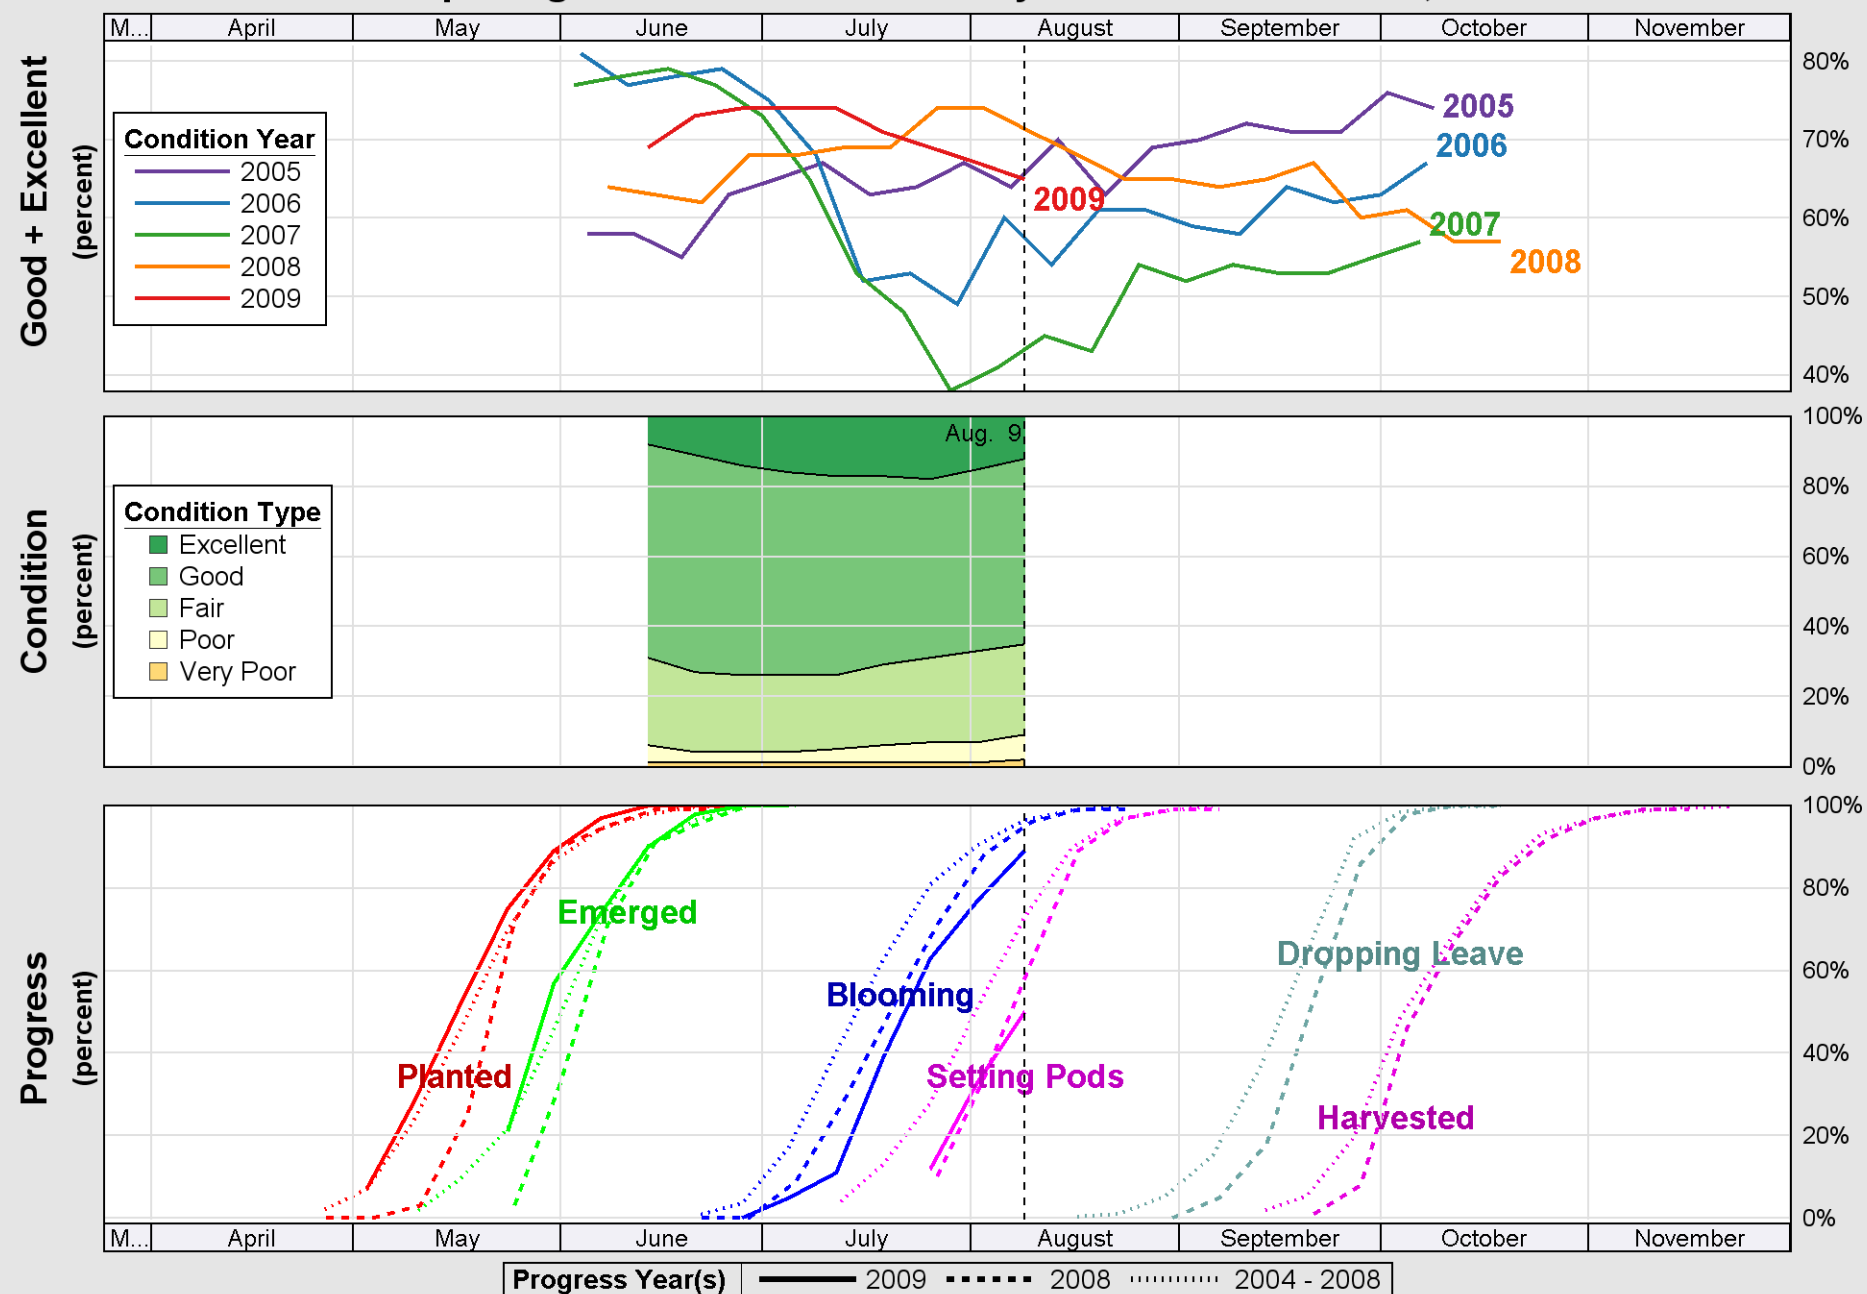 M... April May June July August September October November
Good + Excellent
(percent)
80%
70%
60%
50%
40%
Condition Year
2005
2006
2007
2008
2009
2005
2006
2007
2008
2009
Condition
(percent)
100%
80%
60%
40%
20%
0%
Aug. 9
Condition Type
Excellent
Good
Fair
Poor
Very Poor
Progress
(percent)
100%
80%
60%
40%
20%
0%
Planted
Emerged
Blooming
Setting Pods
Dropping Leave
Harvested
M... April May June July August September October November
Progress Year(s) 2009 2008 2004 - 2008